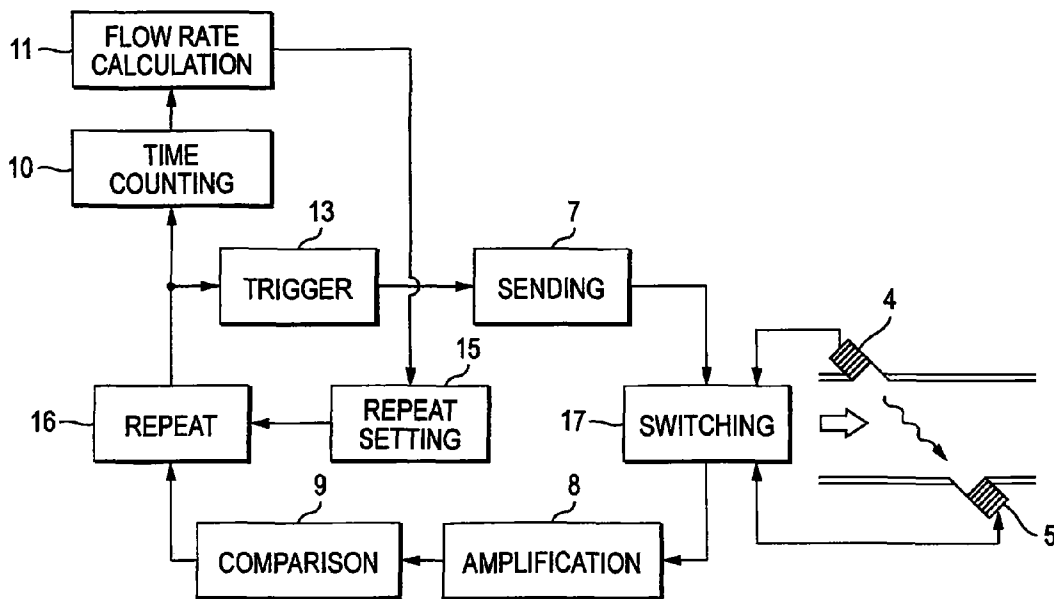 11
FLOW RATE
CALCULATION
10
TIME
COUNTING
13
TRIGGER
7
SENDING
4
15
REPEAT
SETTING
16
REPEAT
17
SWITCHING
9
COMPARISON
8
AMPLIFICATION
5